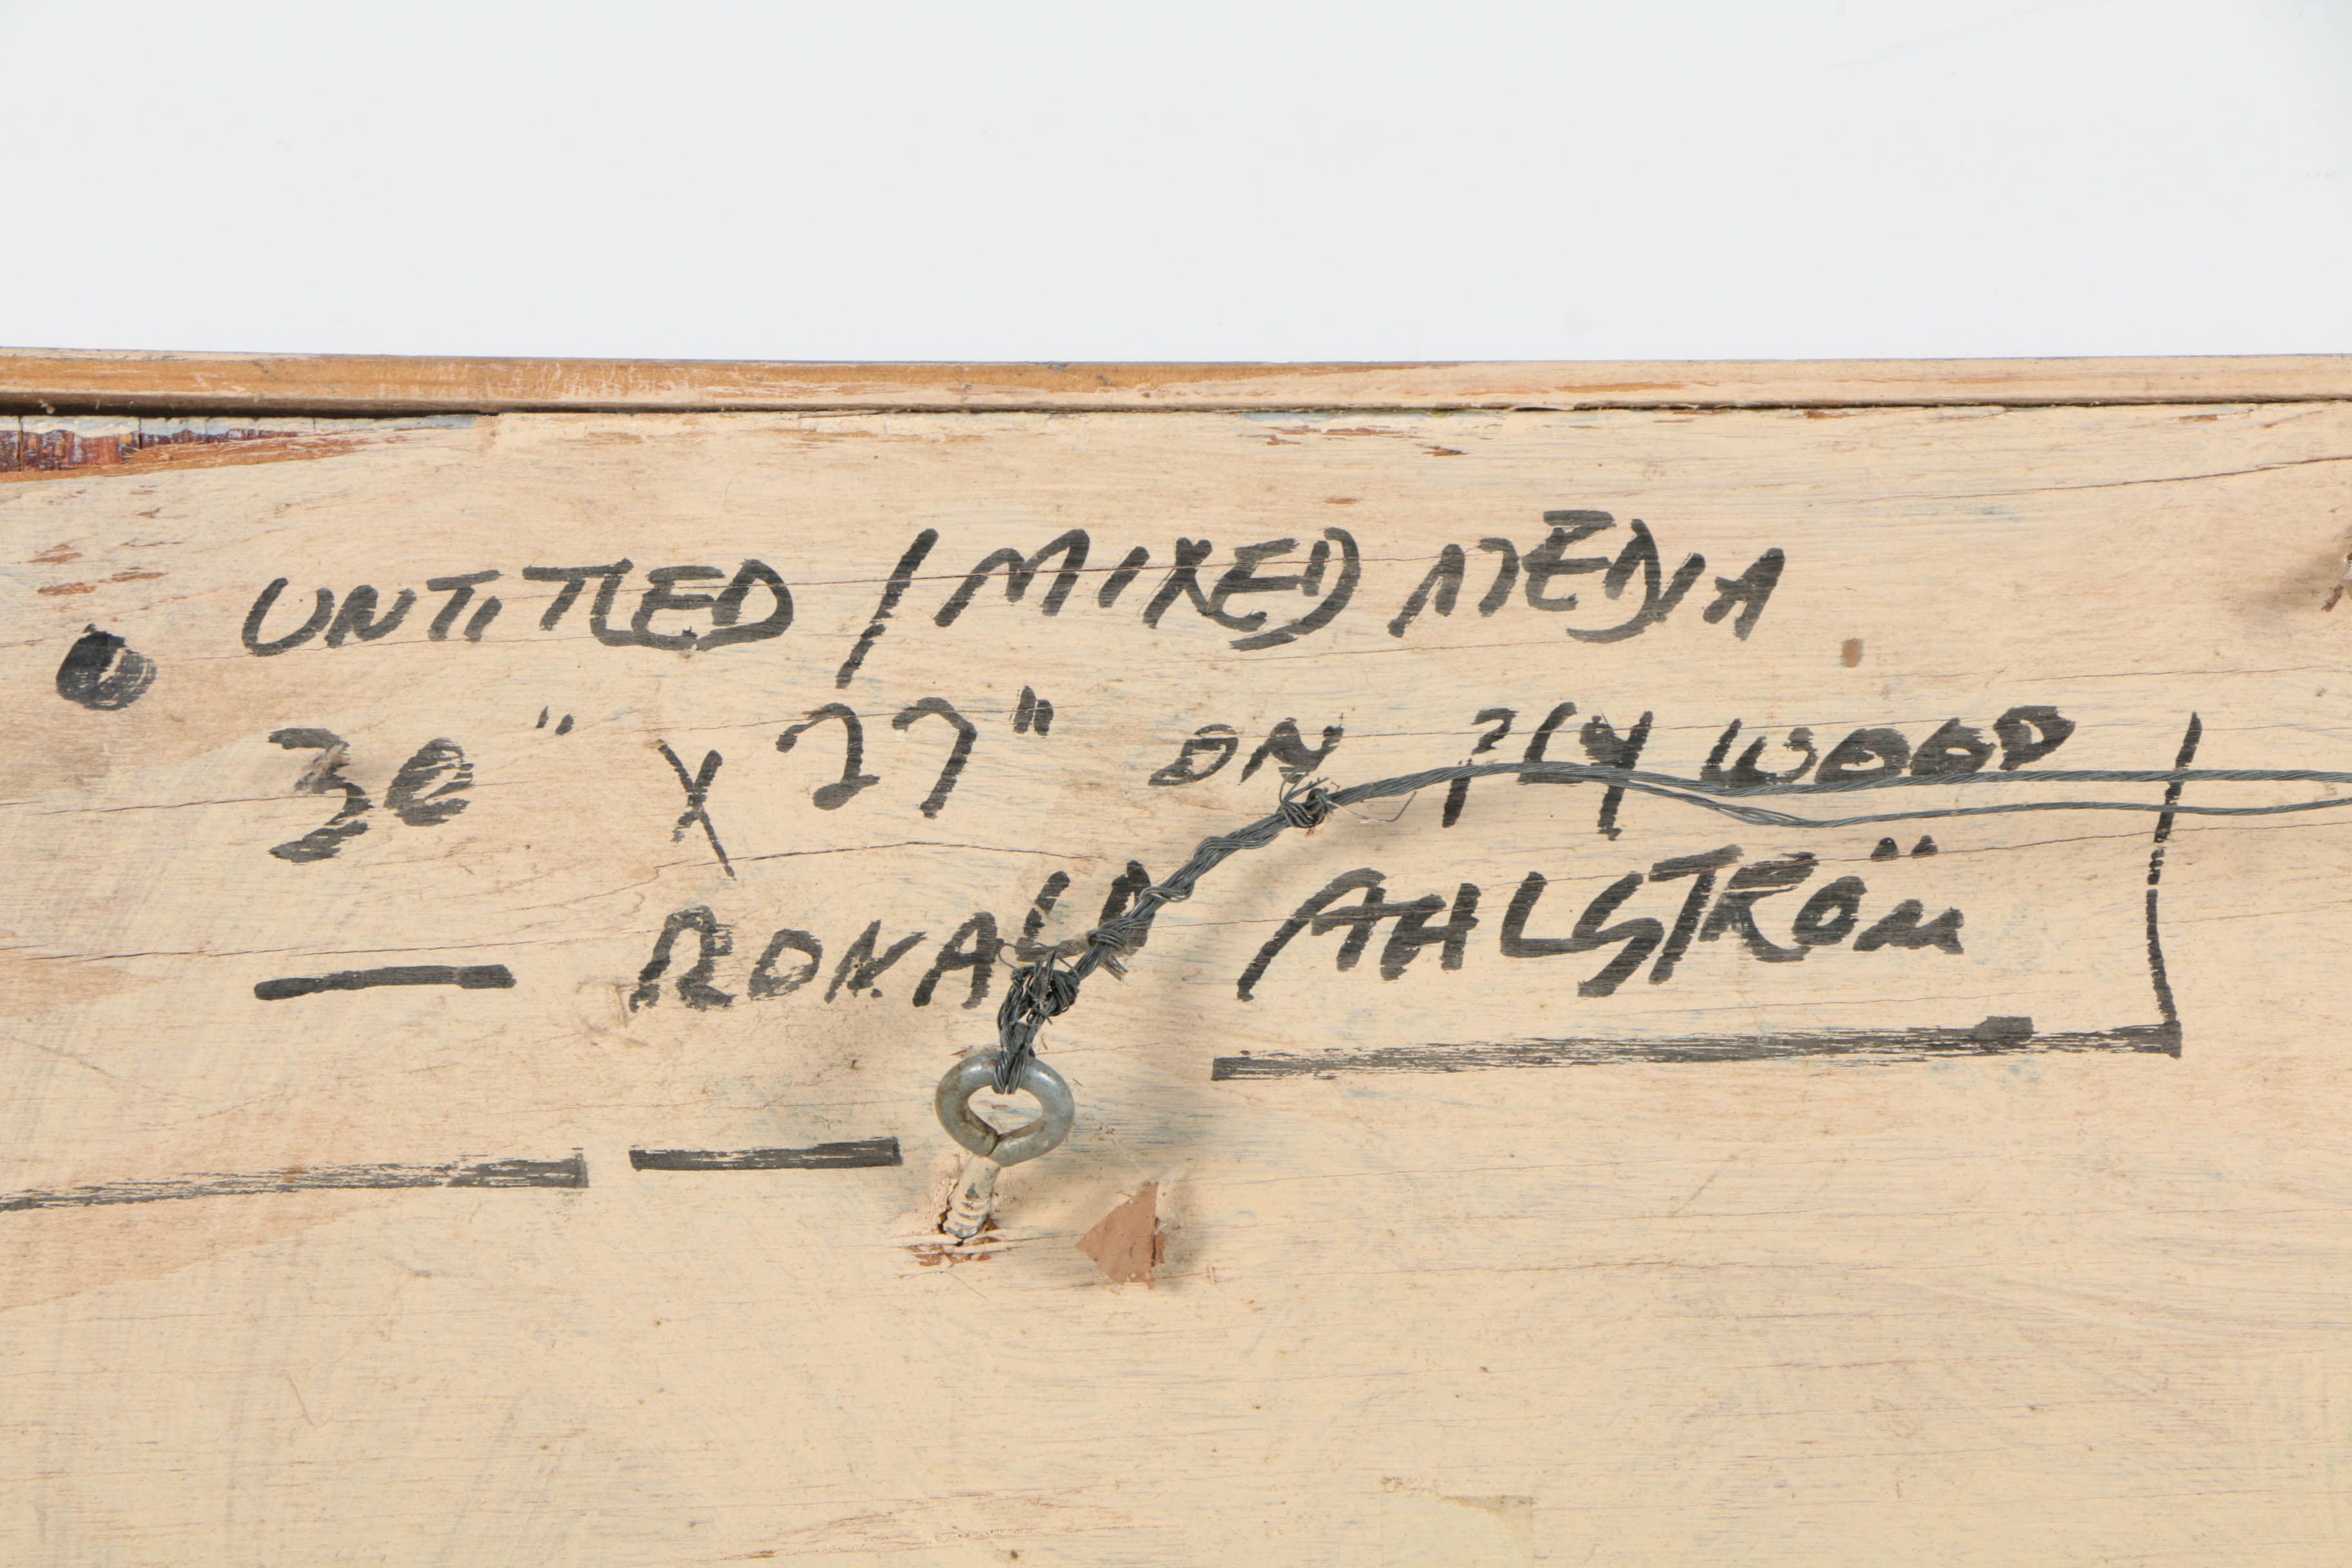 UNTITLED / MIXED MEDIA
30" X 27" ON PLYWOOD
— RONALD AHLSTRÖM